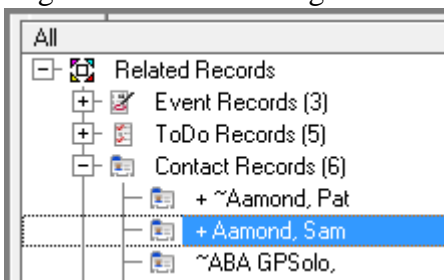 All
Related Records
Event Records (3)
ToDo Records (5)
Contact Records (6)
+ ~Aamond, Pat
+ Aamond, Sam
~ABA GPSolo,